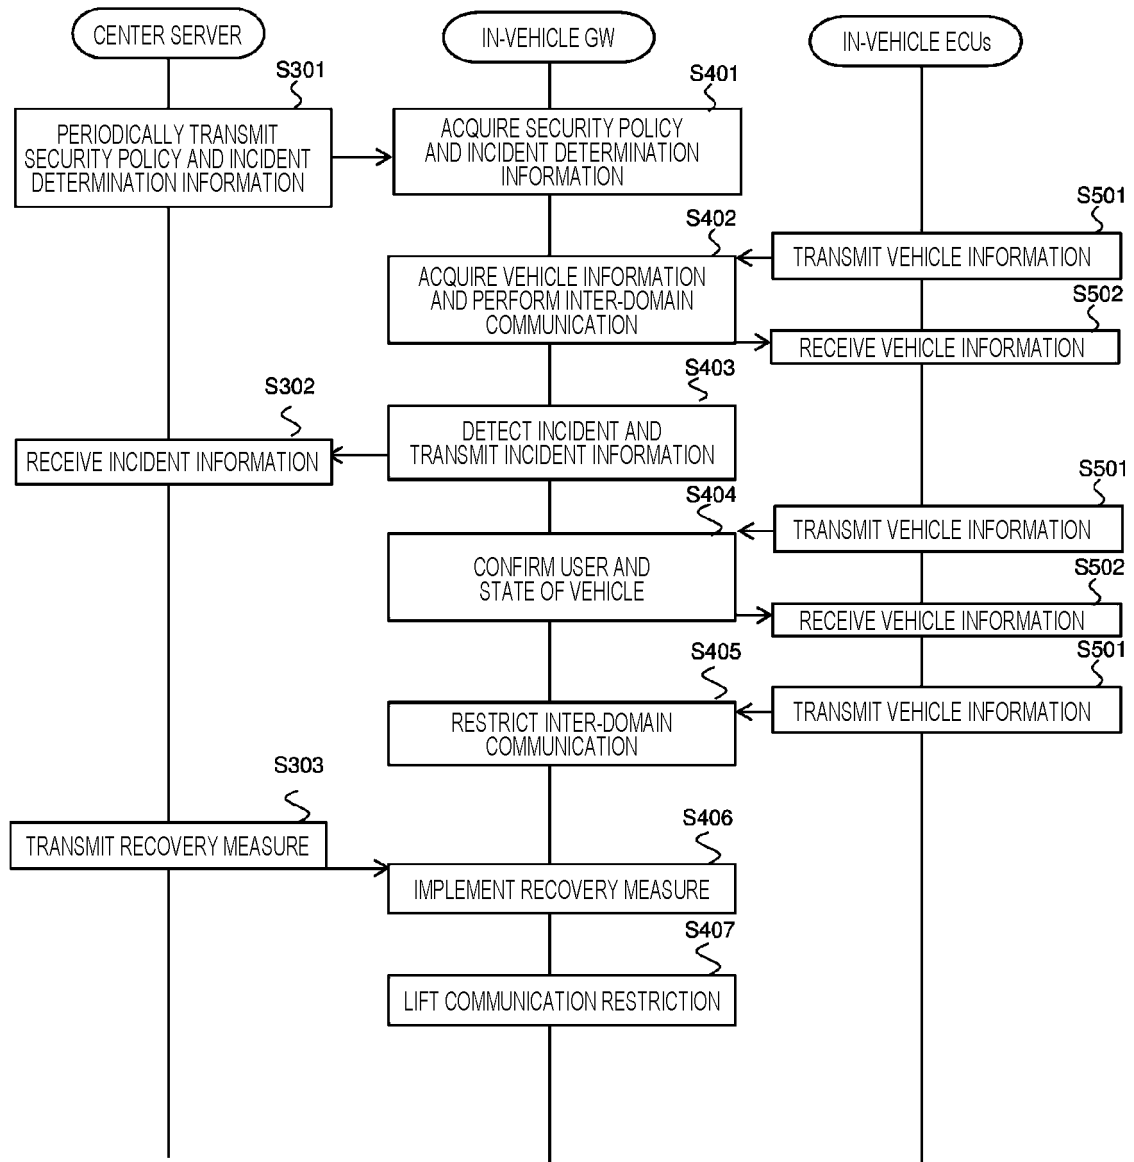 CENTER SERVER
IN-VEHICLE GW
IN-VEHICLE ECUs
S301
PERIODICALLY TRANSMIT
SECURITY POLICY AND INCIDENT
DETERMINATION INFORMATION
S401
ACQUIRE SECURITY POLICY
AND INCIDENT DETERMINATION
INFORMATION
S501
TRANSMIT VEHICLE INFORMATION
S402
ACQUIRE VEHICLE INFORMATION
AND PERFORM INTER-DOMAIN
COMMUNICATION
S502
RECEIVE VEHICLE INFORMATION
S403
DETECT INCIDENT AND
TRANSMIT INCIDENT INFORMATION
S302
RECEIVE INCIDENT INFORMATION
S501
TRANSMIT VEHICLE INFORMATION
S404
CONFIRM USER AND
STATE OF VEHICLE
S502
RECEIVE VEHICLE INFORMATION
S501
TRANSMIT VEHICLE INFORMATION
S405
RESTRICT INTER-DOMAIN
COMMUNICATION
S303
TRANSMIT RECOVERY MEASURE
S406
IMPLEMENT RECOVERY MEASURE
S407
LIFT COMMUNICATION RESTRICTION